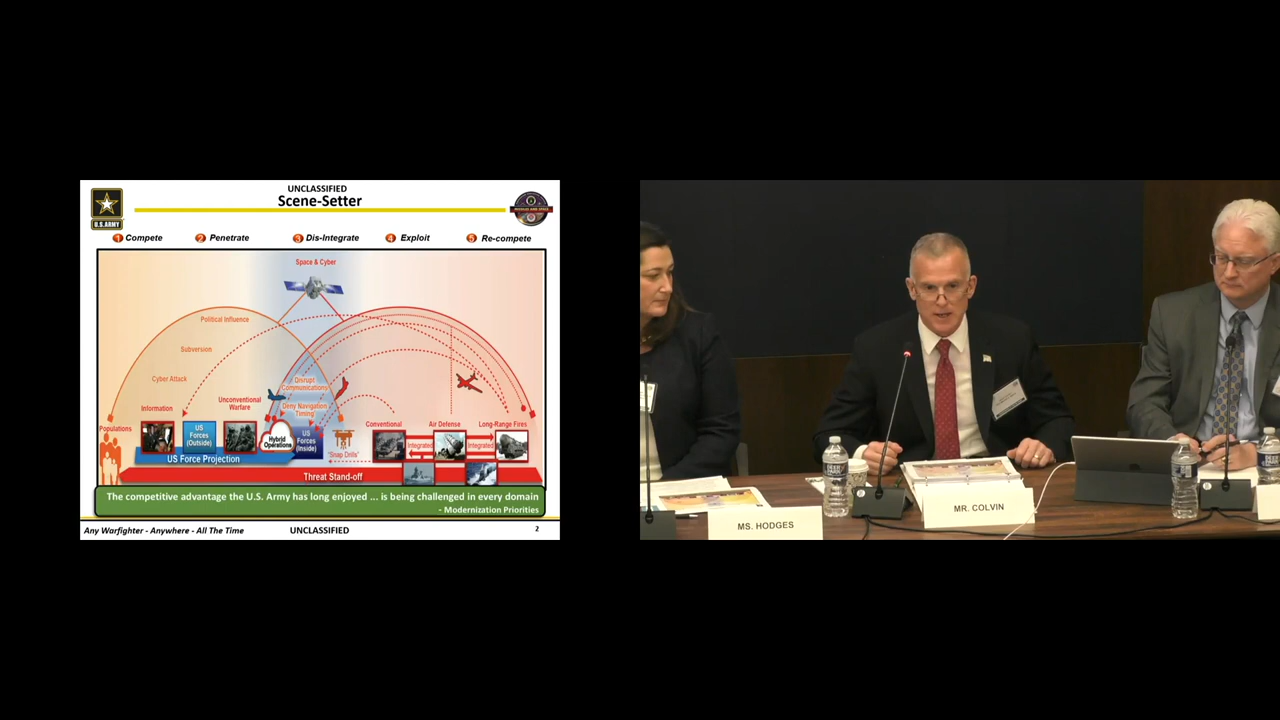 UNCLASSIFIED
Scene-Setter
U.S.ARMY
1 Compete
2 Penetrate
3 Dis-Integrate
4 Exploit
5 Re-compete
Space & Cyber
Political Influence
Subversion
Cyber Attack
Disrupt
Communications
Deny Navigation
Timing
Unconventional
Warfare
Information
Populations
US
Forces
(Outside)
Hybrid
Operations
US
Forces
(Inside)
"Snap Drills"
Conventional
Air Defense
Long-Range Fires
Integrated
Integrated
US Force Projection
Threat Stand-off
The competitive advantage the U.S. Army has long enjoyed ... is being challenged in every domain
- Modernization Priorities
Any Warfighter - Anywhere - All The Time
UNCLASSIFIED
2
MS. HODGES
MR. COLVIN
DEER PARK